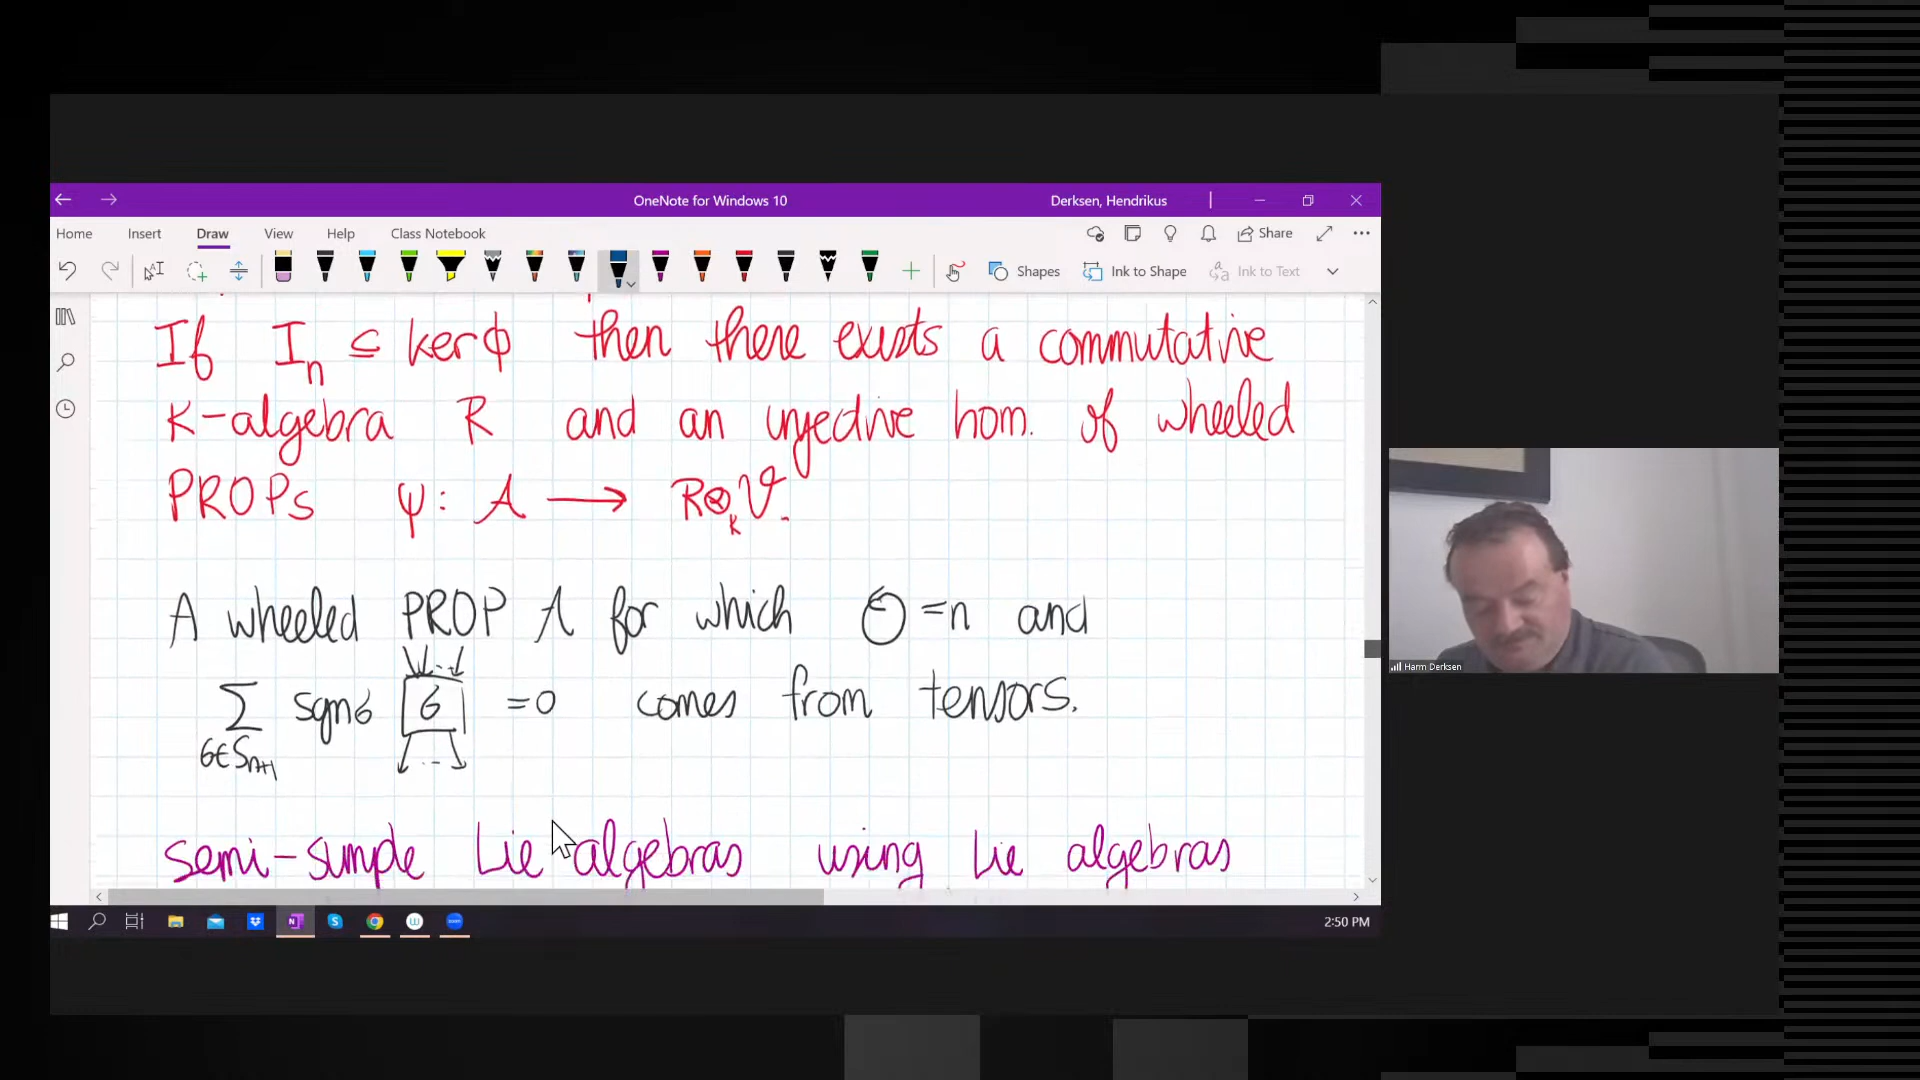 OneNote for Windows 10
Derksen, Hendrikus
Home Insert Draw View Help Class Notebook
Share
Shapes Ink to Shape Ink to Text
If I_n ⊆ ker ϕ then there exists a commutative
K-algebra R and an injective hom. of wheeled
PROPs ψ: A → R⊗_K V.
A wheeled PROP A for which = n and
∑ sgn σ σ = 0 comes from tensors.
σ∈S_{n+1}
semi-simple Lie algebras using Lie algebras
Harm Derksen
2:50 PM